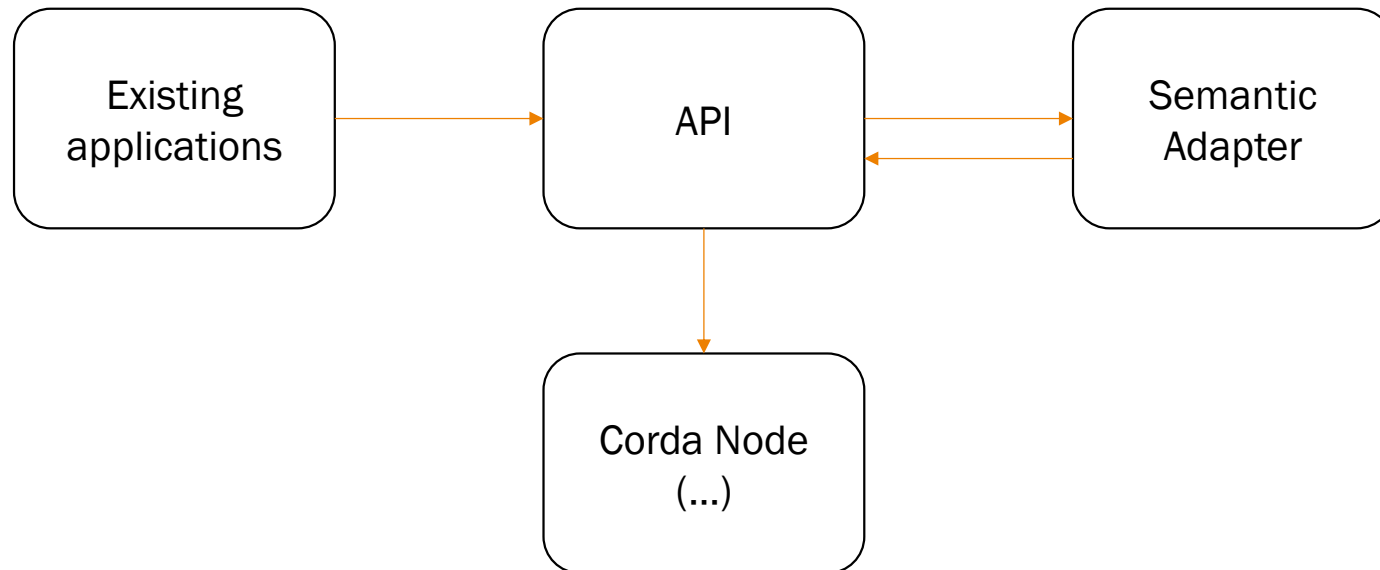 Existing
applications
API
Semantic
Adapter
Corda Node
(...)